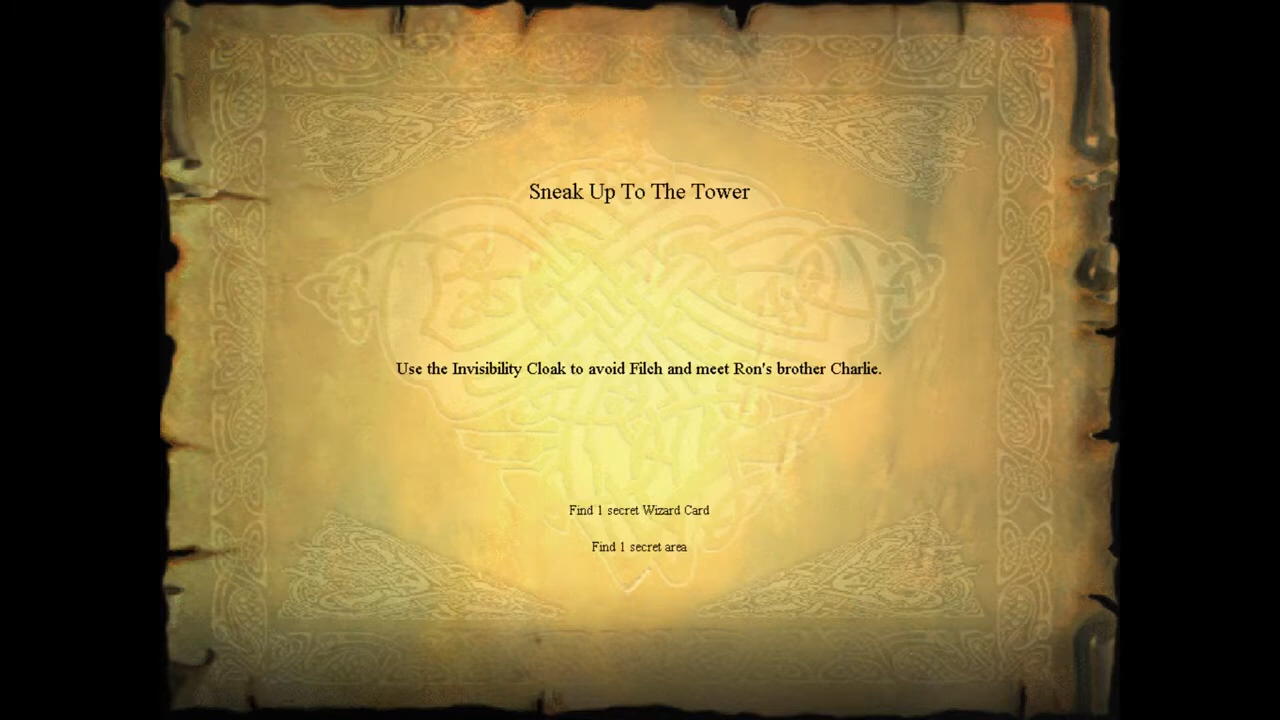 Sneak Up To The Tower
Use the Invisibility Cloak to avoid Filch and meet Ron's brother Charlie.
Find 1 secret Wizard Card
Find 1 secret area